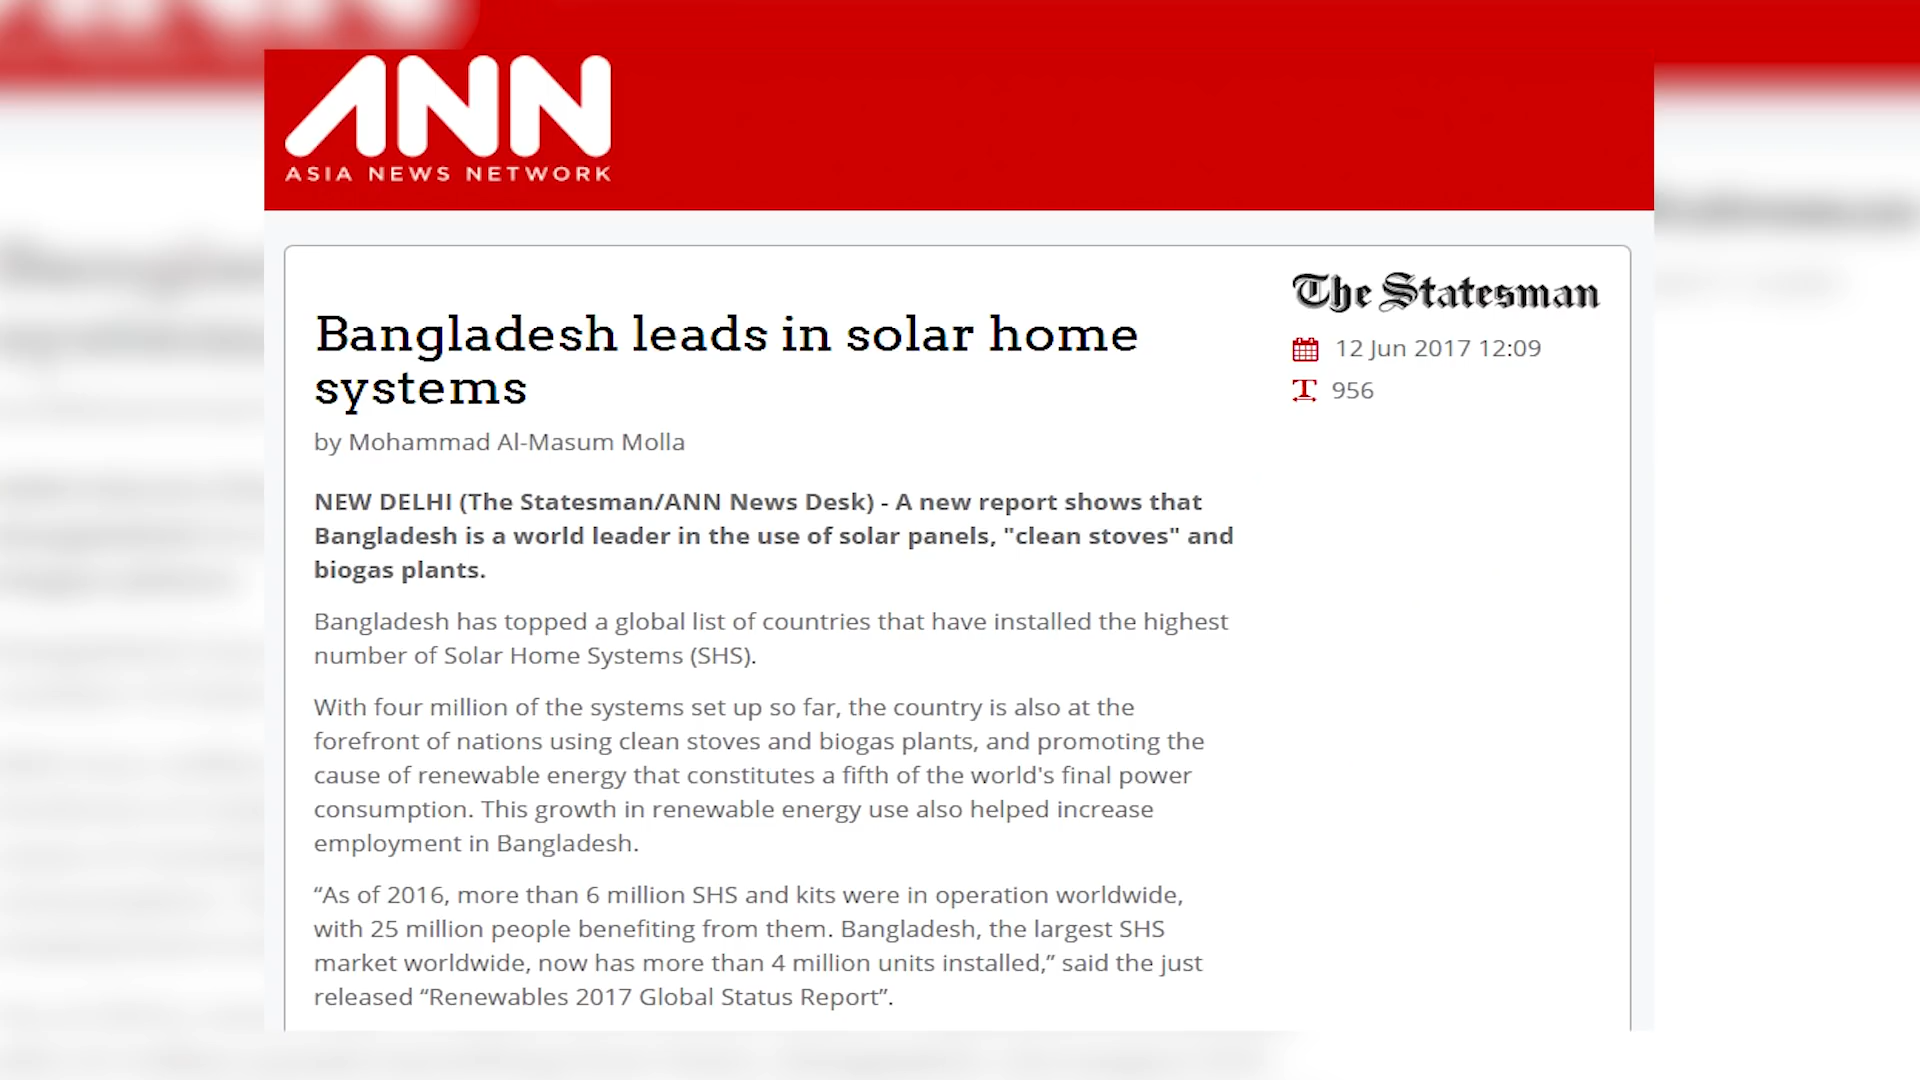 ANN
ASIA NEWS NETWORK
The Statesman
12 Jun 2017 12:09
956
Bangladesh leads in solar home
systems
by Mohammad Al-Masum Molla
NEW DELHI (The Statesman/ANN News Desk) - A new report shows that
Bangladesh is a world leader in the use of solar panels, "clean stoves" and
biogas plants.
Bangladesh has topped a global list of countries that have installed the highest
number of Solar Home Systems (SHS).
With four million of the systems set up so far, the country is also at the
forefront of nations using clean stoves and biogas plants, and promoting the
cause of renewable energy that constitutes a fifth of the world's final power
consumption. This growth in renewable energy use also helped increase
employment in Bangladesh.
“As of 2016, more than 6 million SHS and kits were in operation worldwide,
with 25 million people benefiting from them. Bangladesh, the largest SHS
market worldwide, now has more than 4 million units installed,” said the just
released “Renewables 2017 Global Status Report”.